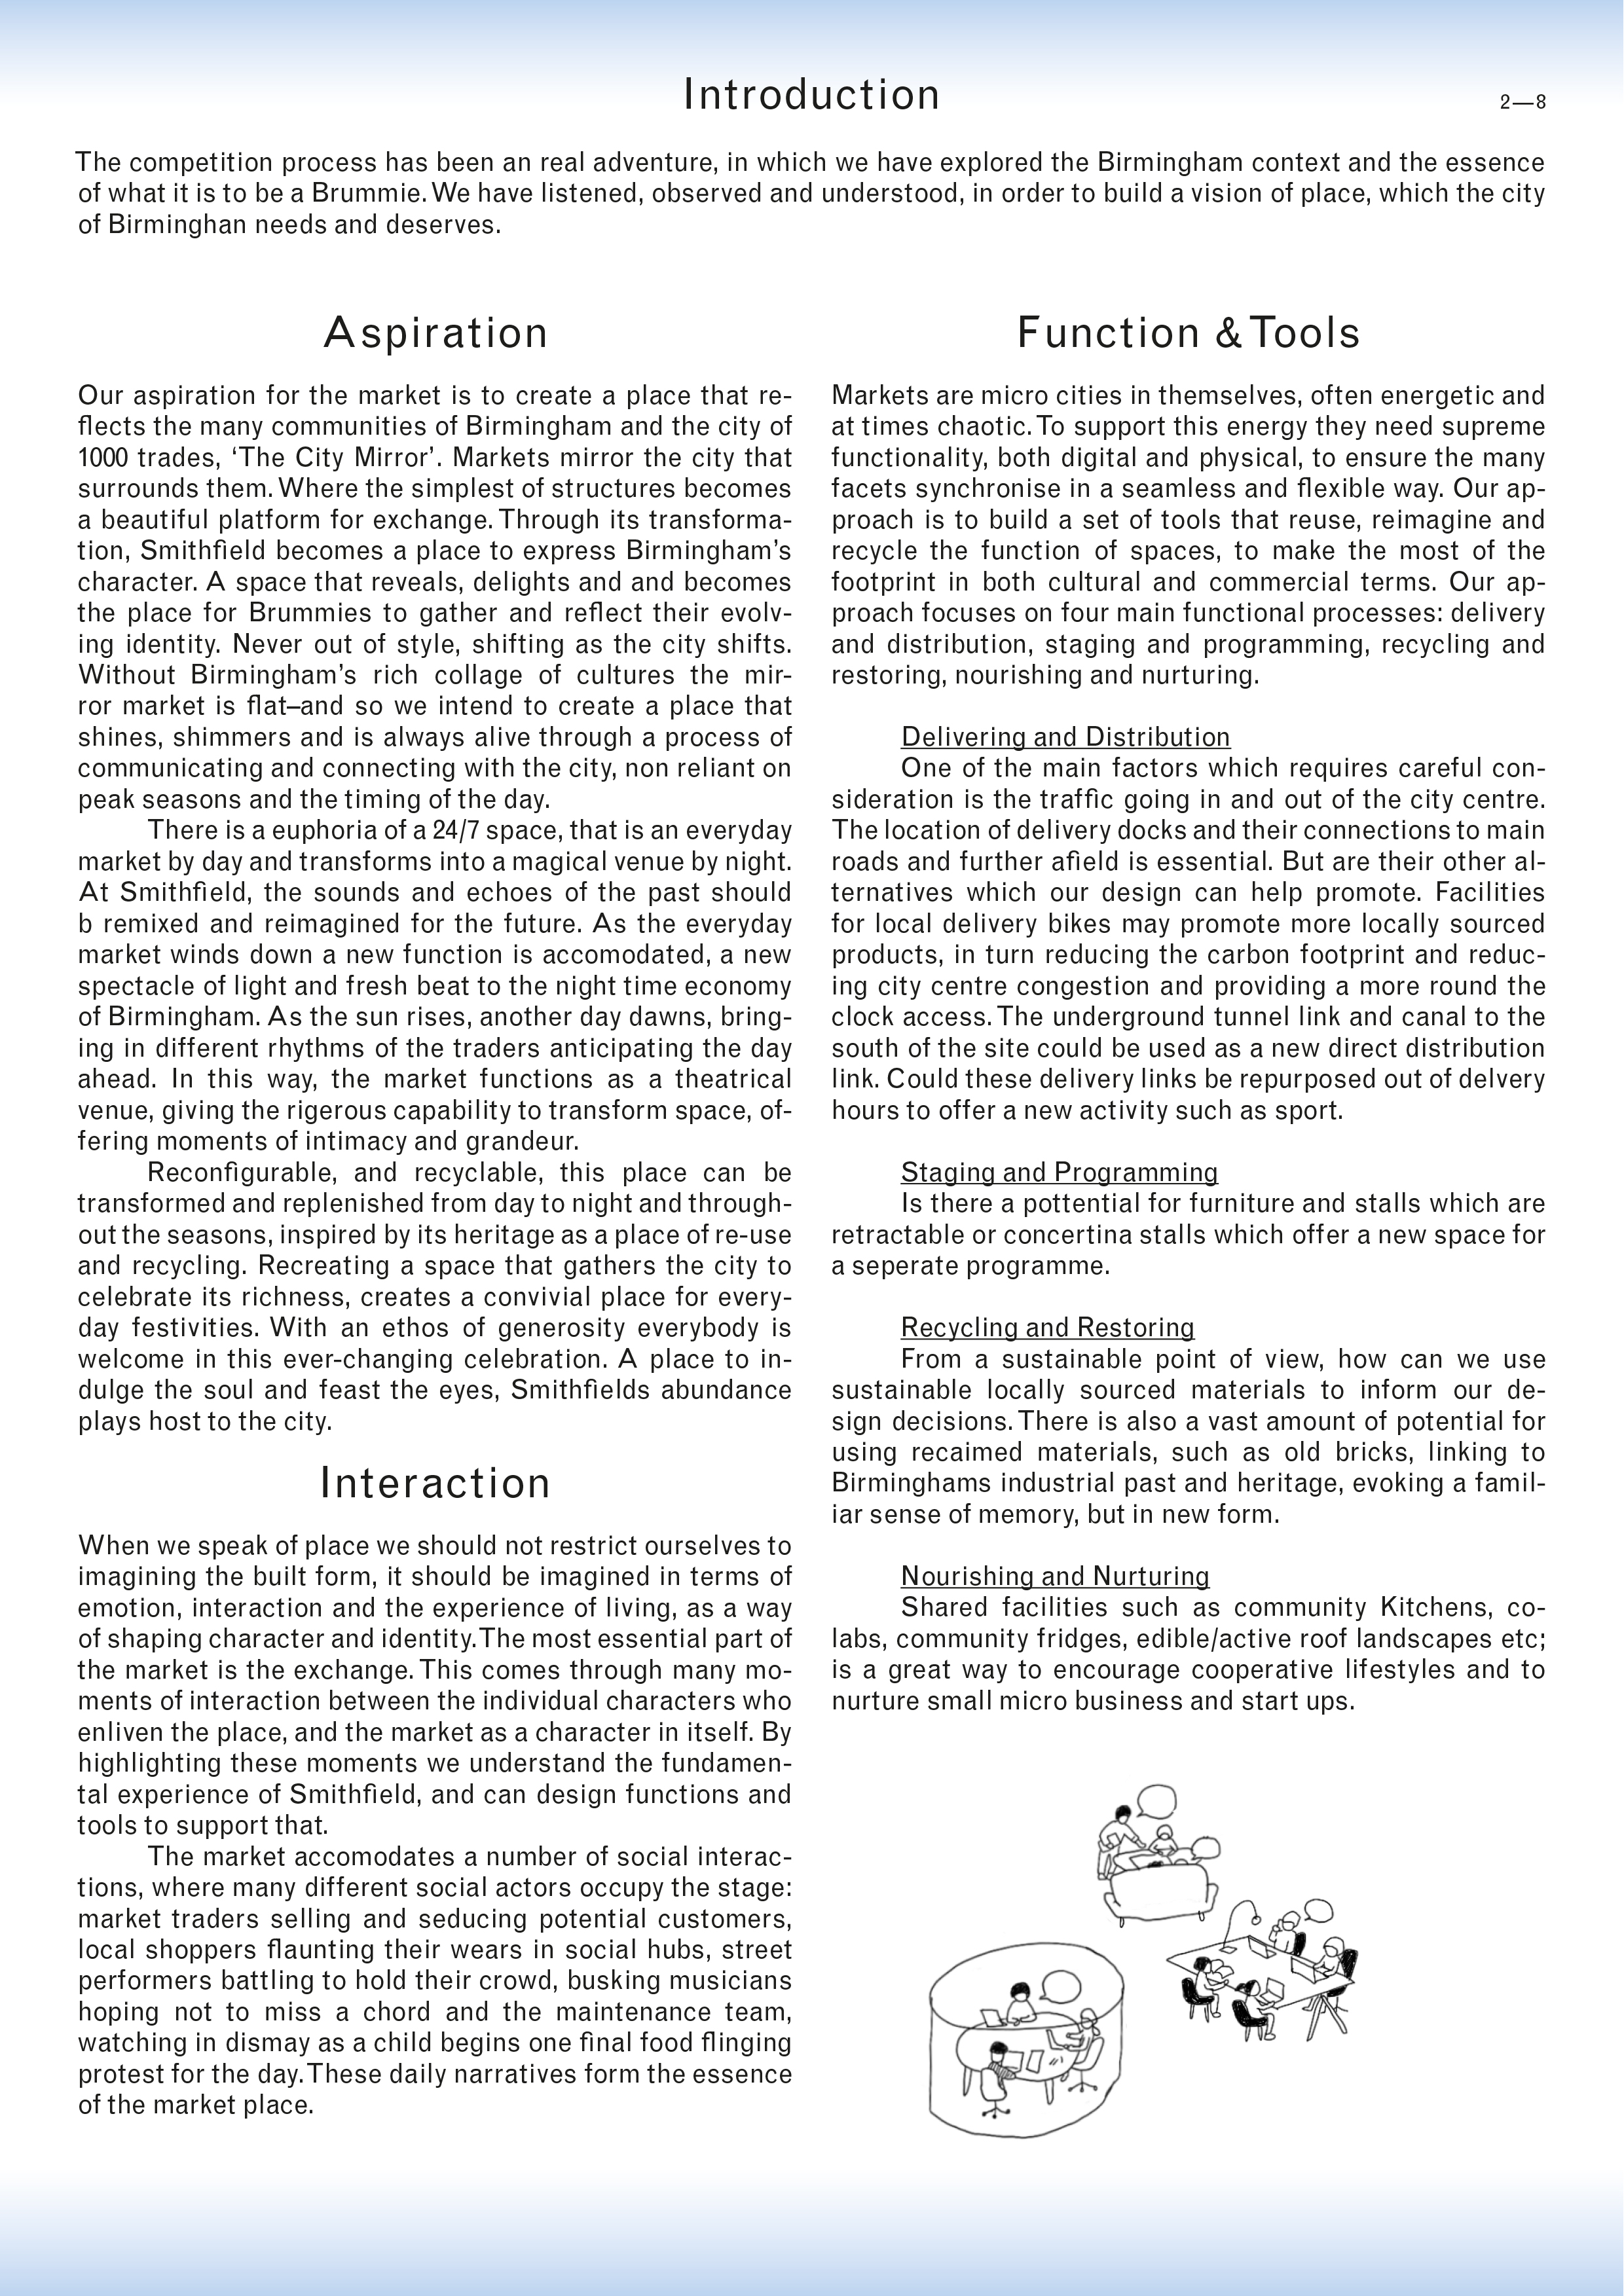 Introduction
2—8
The competition process has been an real adventure, in which we have explored the Birmingham context and the essence
of what it is to be a Brummie. We have listened, observed and understood, in order to build a vision of place, which the city
of Birminghan needs and deserves.
Aspiration
Our aspiration for the market is to create a place that re-
flects the many communities of Birmingham and the city of
1000 trades, ‘The City Mirror’. Markets mirror the city that
surrounds them. Where the simplest of structures becomes
a beautiful platform for exchange. Through its transforma-
tion, Smithfield becomes a place to express Birmingham’s
character. A space that reveals, delights and and becomes
the place for Brummies to gather and reflect their evolv-
ing identity. Never out of style, shifting as the city shifts.
Without Birmingham’s rich collage of cultures the mir-
ror market is flat–and so we intend to create a place that
shines, shimmers and is always alive through a process of
communicating and connecting with the city, non reliant on
peak seasons and the timing of the day.
There is a euphoria of a 24/7 space, that is an everyday
market by day and transforms into a magical venue by night.
At Smithfield, the sounds and echoes of the past should
b remixed and reimagined for the future. As the everyday
market winds down a new function is accomodated, a new
spectacle of light and fresh beat to the night time economy
of Birmingham. As the sun rises, another day dawns, bring-
ing in different rhythms of the traders anticipating the day
ahead. In this way, the market functions as a theatrical
venue, giving the rigerous capability to transform space, of-
fering moments of intimacy and grandeur.
Reconfigurable, and recyclable, this place can be
transformed and replenished from day to night and through-
out the seasons, inspired by its heritage as a place of re-use
and recycling. Recreating a space that gathers the city to
celebrate its richness, creates a convivial place for every-
day festivities. With an ethos of generosity everybody is
welcome in this ever-changing celebration. A place to in-
dulge the soul and feast the eyes, Smithfields abundance
plays host to the city.
Interaction
When we speak of place we should not restrict ourselves to
imagining the built form, it should be imagined in terms of
emotion, interaction and the experience of living, as a way
of shaping character and identity.The most essential part of
the market is the exchange. This comes through many mo-
ments of interaction between the individual characters who
enliven the place, and the market as a character in itself. By
highlighting these moments we understand the fundamen-
tal experience of Smithfield, and can design functions and
tools to support that.
The market accomodates a number of social interac-
tions, where many different social actors occupy the stage:
market traders selling and seducing potential customers,
local shoppers flaunting their wears in social hubs, street
performers battling to hold their crowd, busking musicians
hoping not to miss a chord and the maintenance team,
watching in dismay as a child begins one final food flinging
protest for the day.These daily narratives form the essence
of the market place.
Function & Tools
Markets are micro cities in themselves, often energetic and
at times chaotic. To support this energy they need supreme
functionality, both digital and physical, to ensure the many
facets synchronise in a seamless and flexible way. Our ap-
proach is to build a set of tools that reuse, reimagine and
recycle the function of spaces, to make the most of the
footprint in both cultural and commercial terms. Our ap-
proach focuses on four main functional processes: delivery
and distribution, staging and programming, recycling and
restoring, nourishing and nurturing.
Delivering and Distribution
One of the main factors which requires careful con-
sideration is the traffic going in and out of the city centre.
The location of delivery docks and their connections to main
roads and further afield is essential. But are their other al-
ternatives which our design can help promote. Facilities
for local delivery bikes may promote more locally sourced
products, in turn reducing the carbon footprint and reduc-
ing city centre congestion and providing a more round the
clock access. The underground tunnel link and canal to the
south of the site could be used as a new direct distribution
link. Could these delivery links be repurposed out of delvery
hours to offer a new activity such as sport.
Staging and Programming
Is there a pottential for furniture and stalls which are
retractable or concertina stalls which offer a new space for
a seperate programme.
Recycling and Restoring
From a sustainable point of view, how can we use
sustainable locally sourced materials to inform our de-
sign decisions. There is also a vast amount of potential for
using recaimed materials, such as old bricks, linking to
Birminghams industrial past and heritage, evoking a famil-
iar sense of memory, but in new form.
Nourishing and Nurturing
Shared facilities such as community Kitchens, co-
labs, community fridges, edible/active roof landscapes etc;
is a great way to encourage cooperative lifestyles and to
nurture small micro business and start ups.